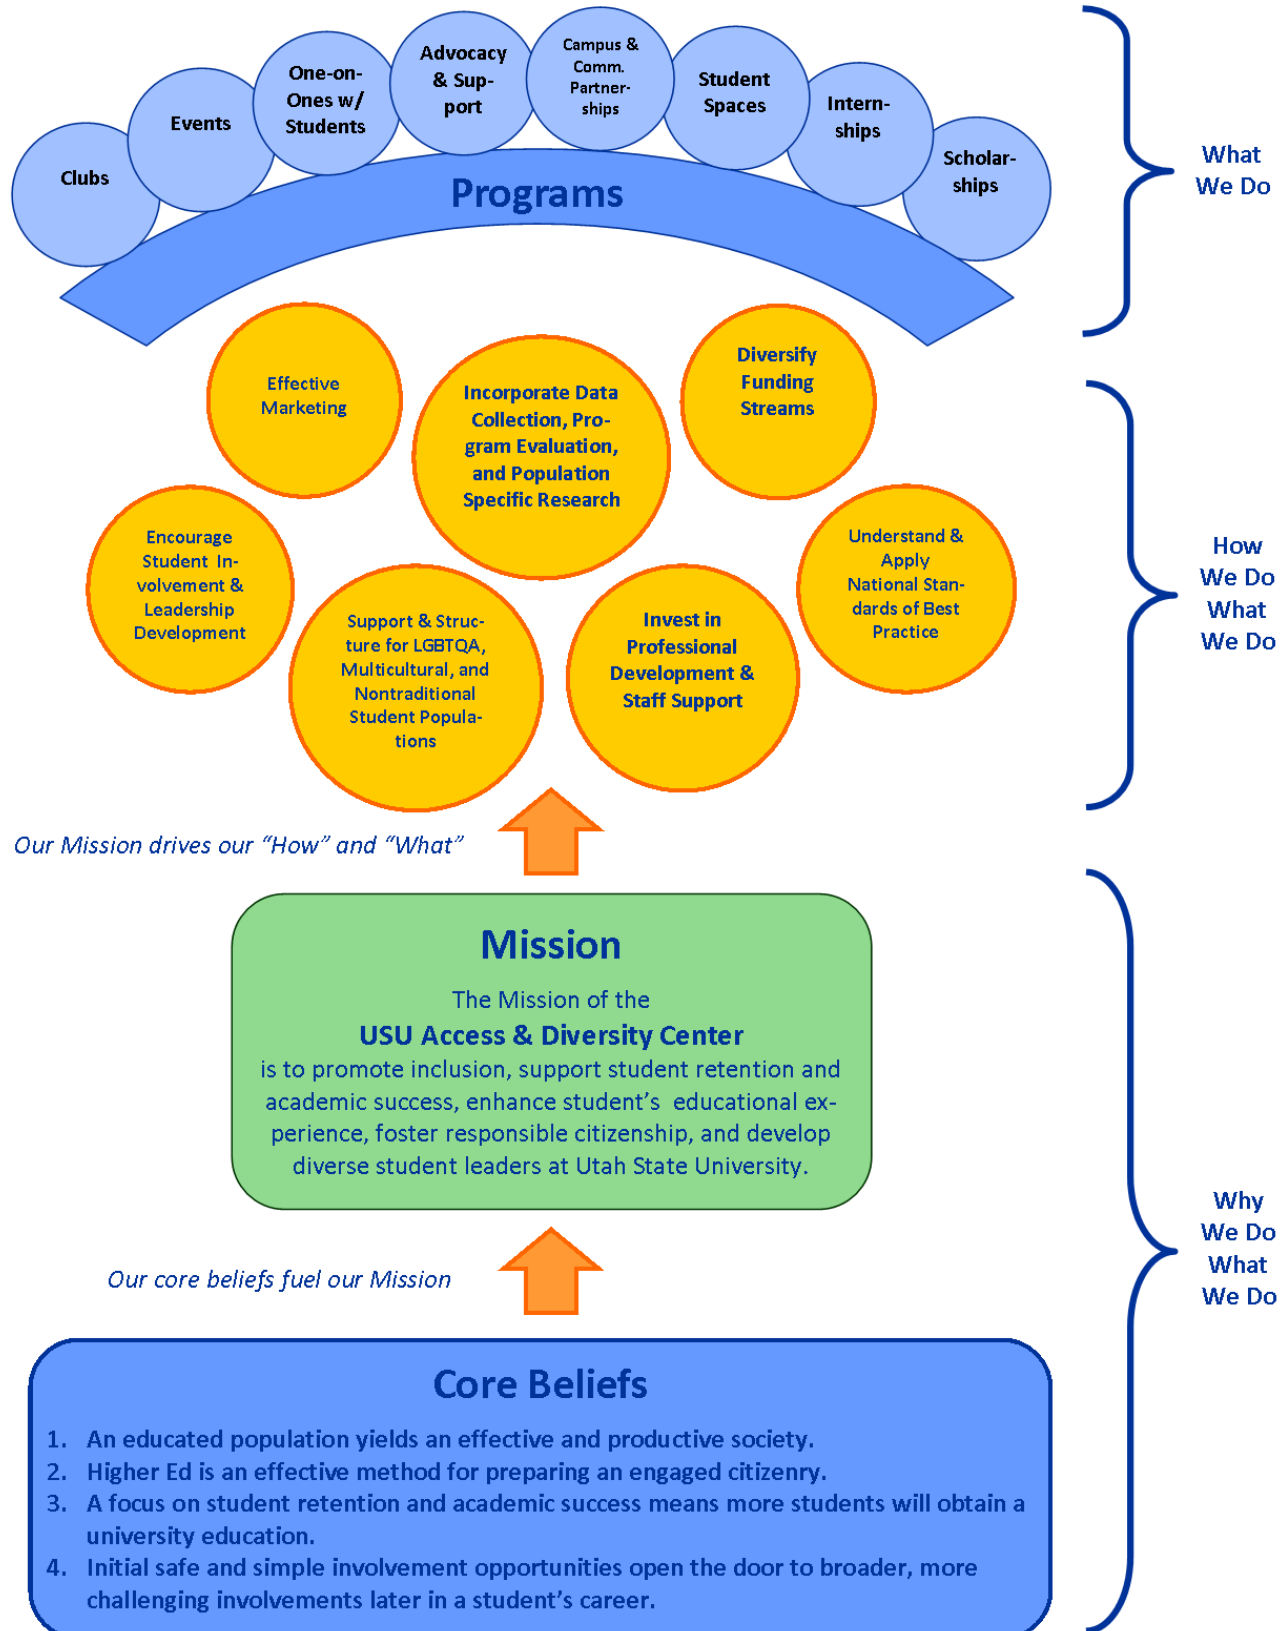 Clubs
Events
One-on-
Ones w/
Students
Advocacy
& Sup-
port
Campus &
Comm.
Partner-
ships
Student
Spaces
Intern-
ships
Scholar-
ships
Programs
What
We Do
Effective
Marketing
Incorporate Data
Collection, Pro-
gram Evaluation,
and Population
Specific Research
Diversify
Funding
Streams
Encourage
Student In-
volvement &
Leadership
Development
Support & Struc-
ture for LGBTQA,
Multicultural, and
Nontraditional
Student Popula-
tions
Invest in
Professional
Development &
Staff Support
Understand &
Apply
National Stan-
dards of Best
Practice
How
We Do
What
We Do
Our Mission drives our “How” and “What”
Mission
The Mission of the
USU Access & Diversity Center
is to promote inclusion, support student retention and
academic success, enhance student’s educational ex-
perience, foster responsible citizenship, and develop
diverse student leaders at Utah State University.
Our core beliefs fuel our Mission
Why
We Do
What
We Do
Core Beliefs
1. An educated population yields an effective and productive society.
2. Higher Ed is an effective method for preparing an engaged citizenry.
3. A focus on student retention and academic success means more students will obtain a
university education.
4. Initial safe and simple involvement opportunities open the door to broader, more
challenging involvements later in a student’s career.